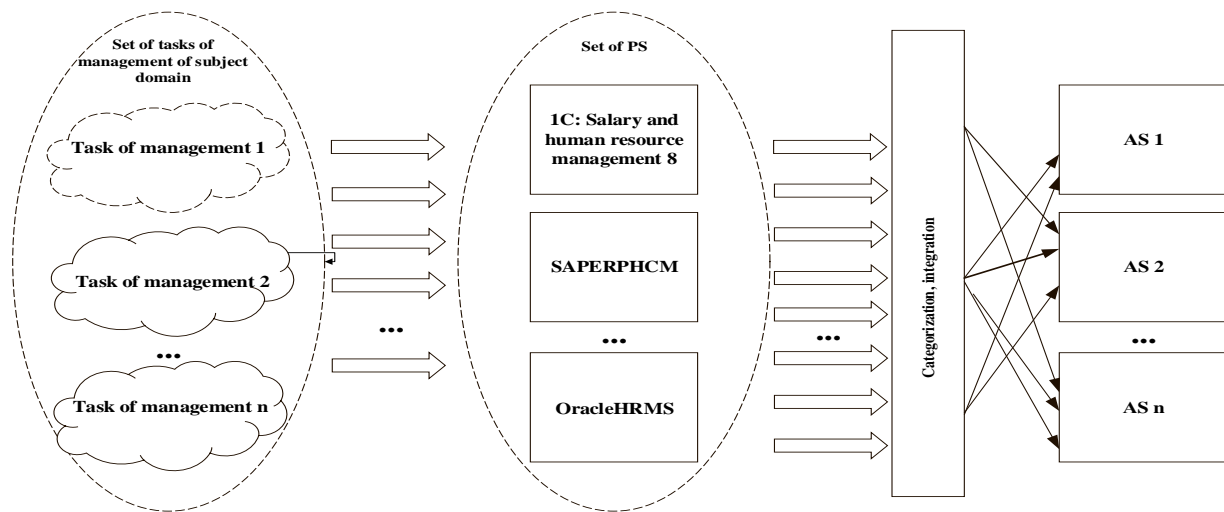 Set of tasks of
management of subject
domain
Task of management 1
Task of management 2
...
Task of management n
...
Set of PS
1C: Salary and
human resource
management 8
SAPERPHCM
...
OracleHRMS
...
Categorization, integration
AS 1
AS 2
...
AS n